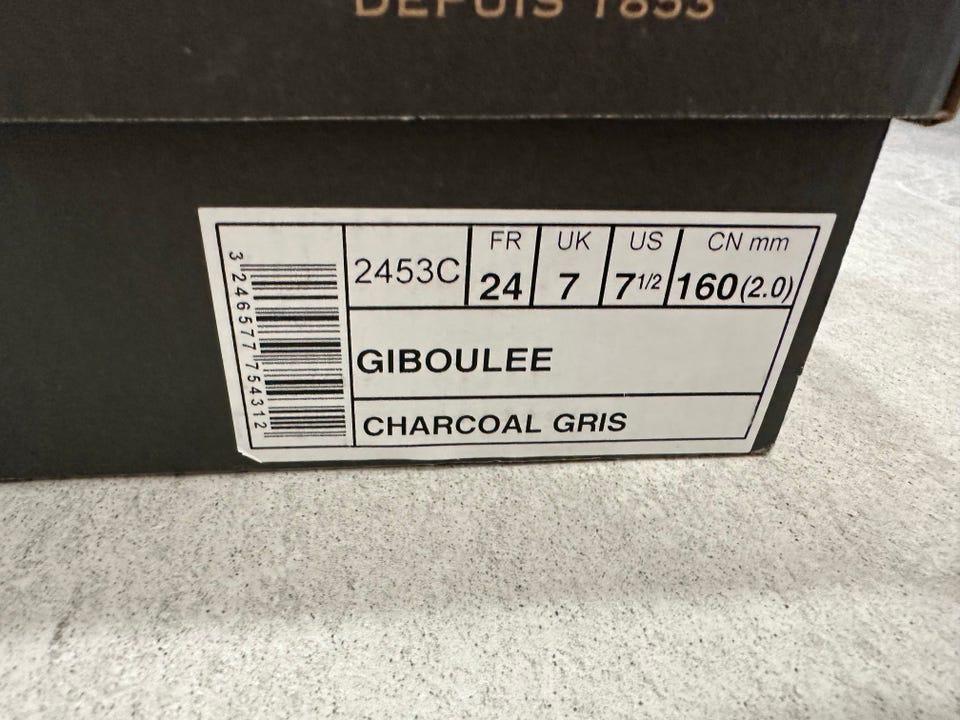 DEPUIS 1853
3 246577 754312
2453C
FR UK US CN mm
24 7 7 1/2 160 (2.0)
GIBOULEE
CHARCOAL GRIS